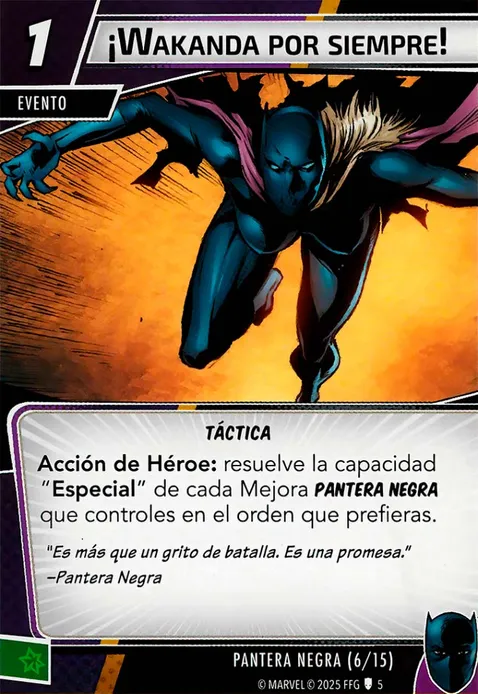 1
¡WAKANDA POR SIEMPRE!
EVENTO
TÁCTICA
Acción de Héroe: resuelve la capacidad
"Especial" de cada Mejora PANTERA NEGRA
que controles en el orden que prefieras.
"Es más que un grito de batalla. Es una promesa."
–Pantera Negra
PANTERA NEGRA (6/15)
© MARVEL © 2025 FFG 5